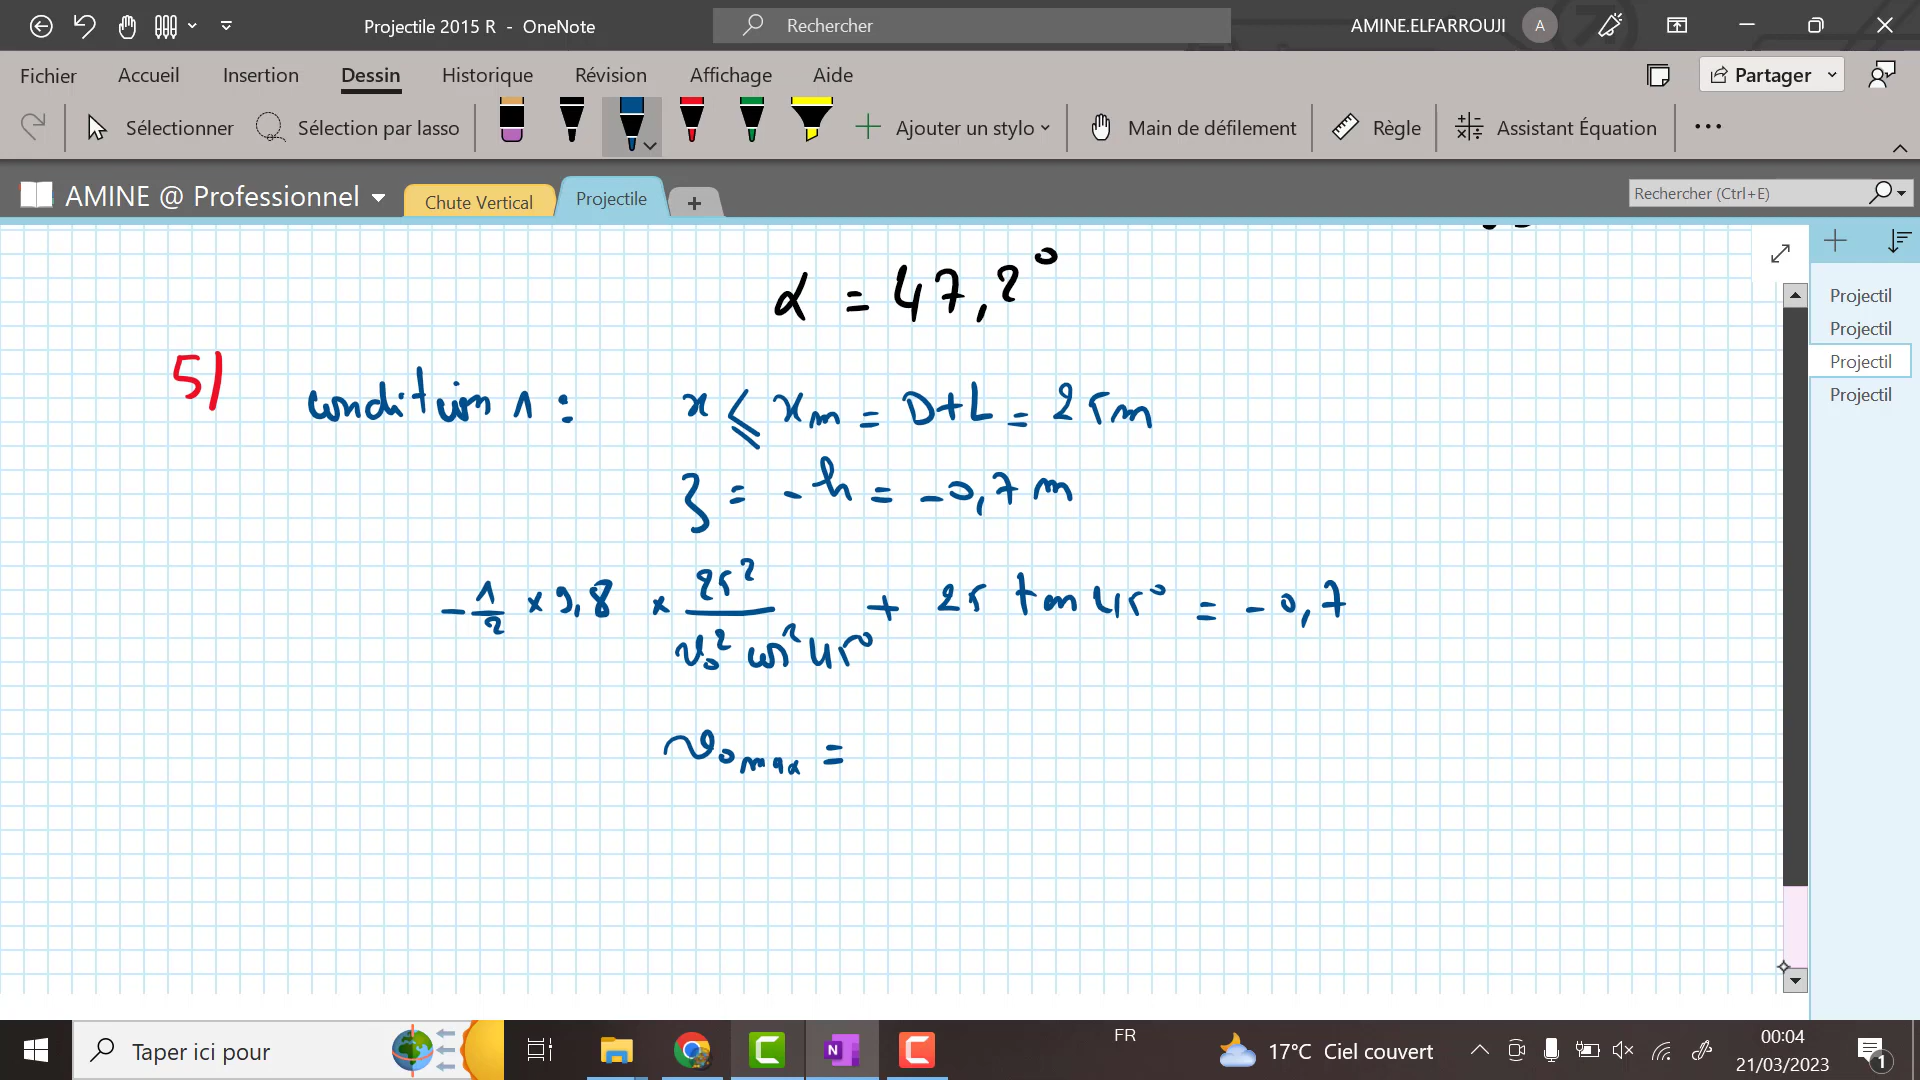 Projectile 2015 R - OneNote
Rechercher
AMINE.ELFARROUJI
A
Fichier
Accueil
Insertion
Dessin
Historique
Révision
Affichage
Aide
Partager
Sélectionner
Sélection par lasso
Ajouter un stylo
Main de défilement
Règle
Assistant Équation
AMINE @ Professionnel
Chute Vertical
Projectile
Rechercher (Ctrl+E)
α = 47,2°
5/
condition 1 : x ≤ xm = D+L = 25m
z = -h = -0,7 m
-1/2 × 9,8 × 25²/(v₀² cos² 45°) + 25 tan 45° = -0,7
v₀max =
Projectil
Projectil
Projectil
Projectil
Taper ici pour
FR
17°C Ciel couvert
00:04
21/03/2023
1